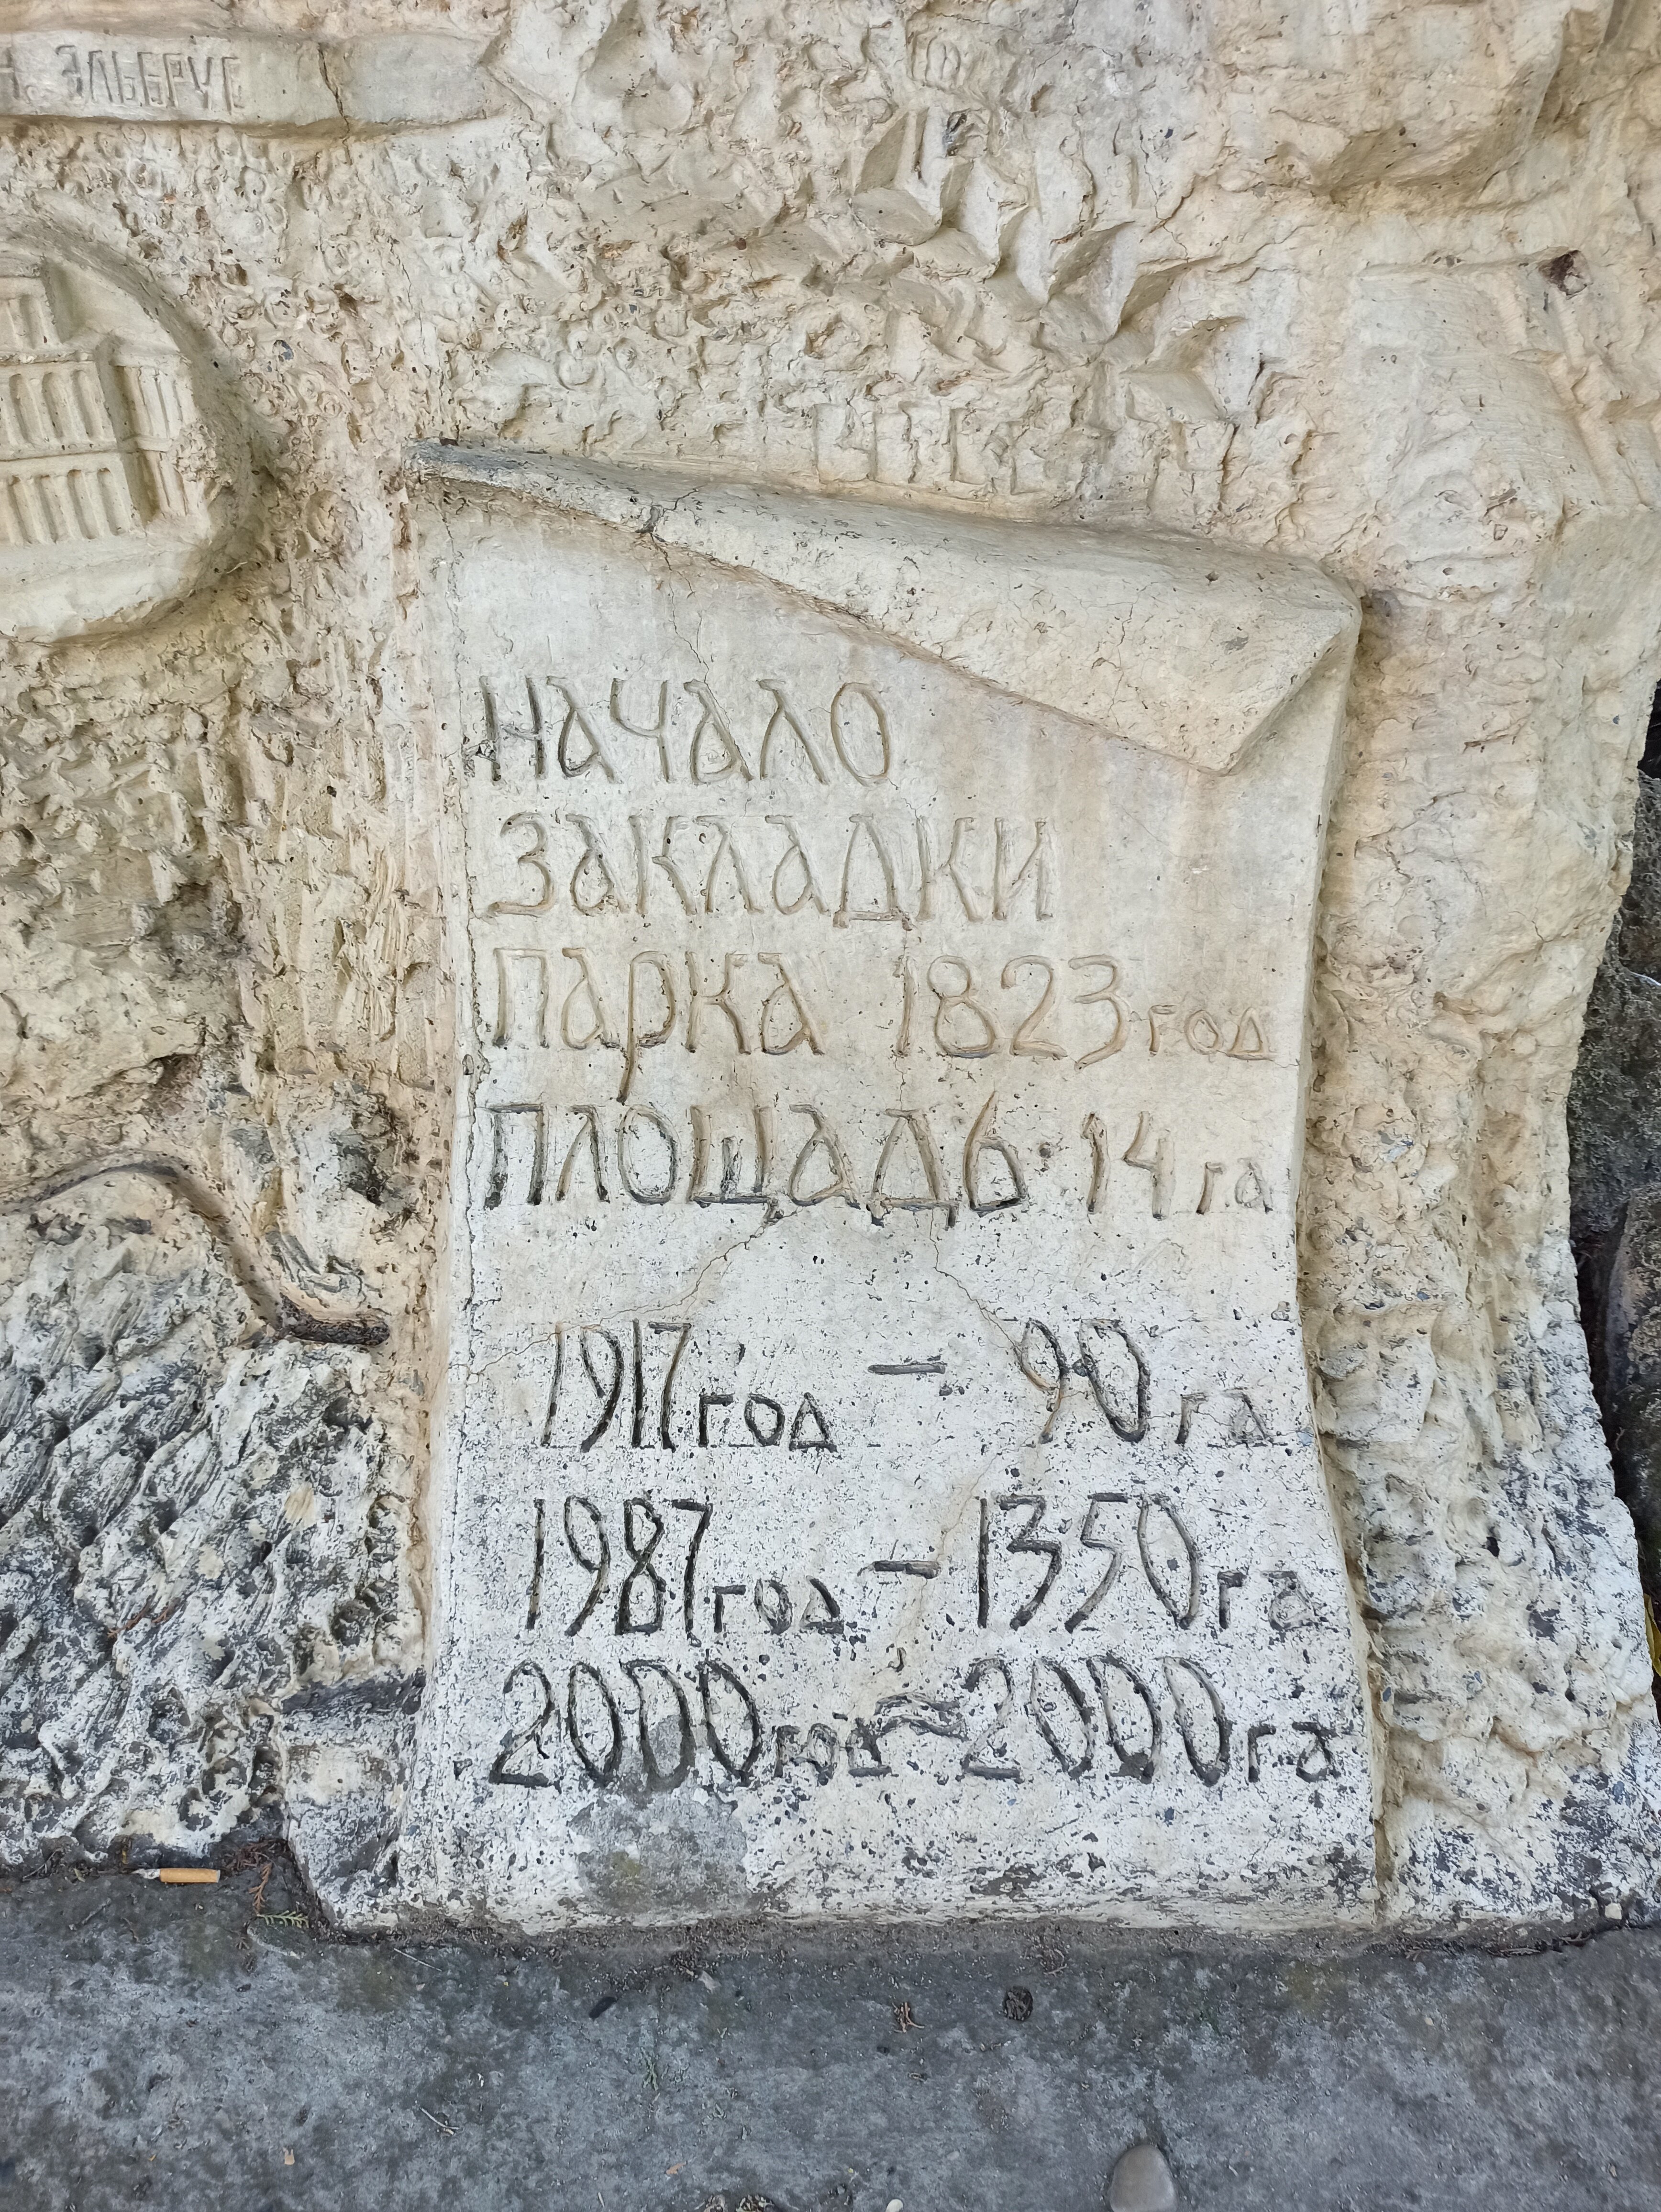 н. ЭЛЬБРУС
НАЧАЛО
ЗАКЛАДКИ
ПАРКА 1823 год
ПЛОЩАДЬ 14 га
1917 год — 90 га
1987 год — 1350 га
2000 год ~ 2000 га